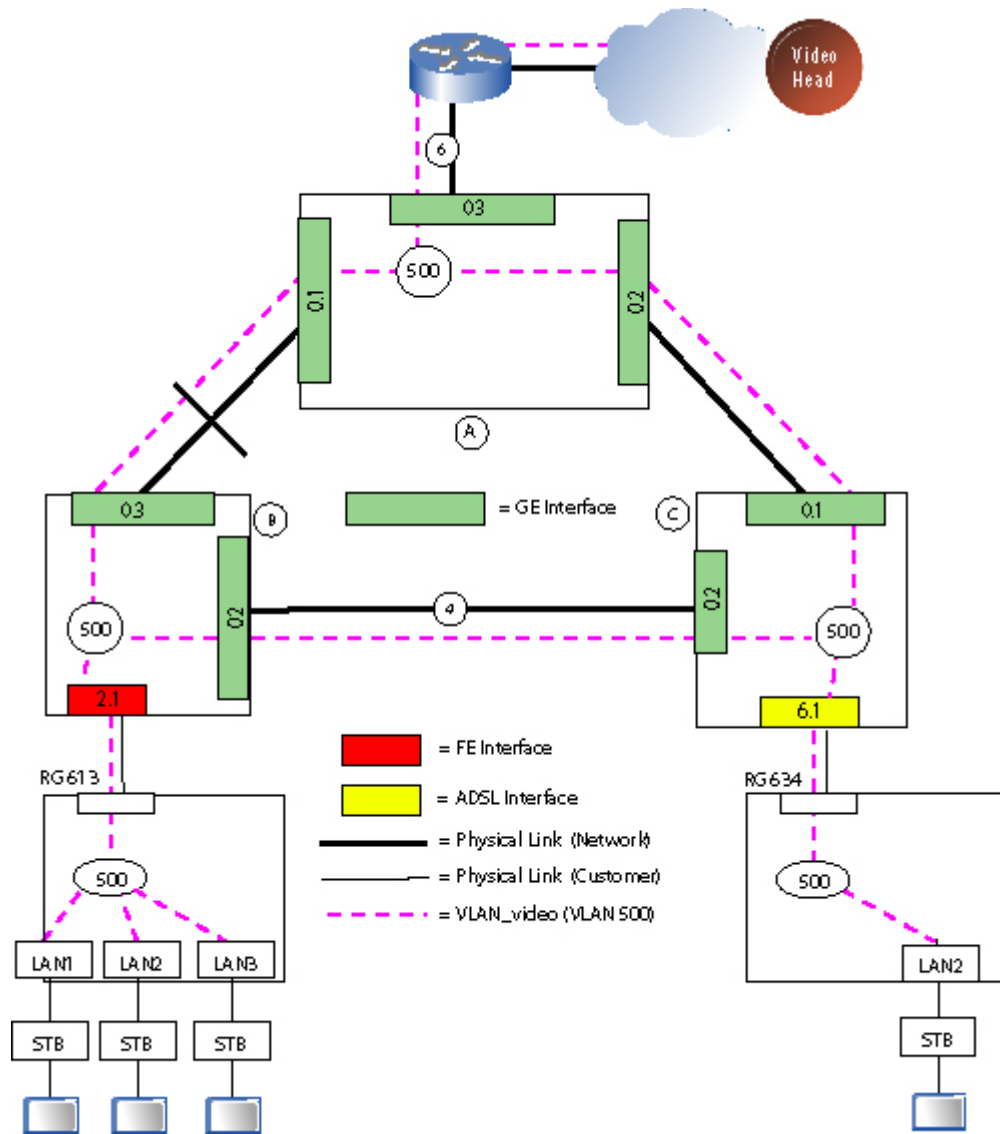 Video
Head
6
03
500
0.1
02
A
03
B
= GE Interface
C
0.1
02
4
02
500
500
2.1
6.1
= FE Interface
RG613
RG634
= ADSL Interface
= Physical Link (Network)
500
= Physical Link (Customer)
500
= VLAN_video (VLAN 500)
LAN1
LAN2
LAN3
LAN2
STB
STB
STB
STB